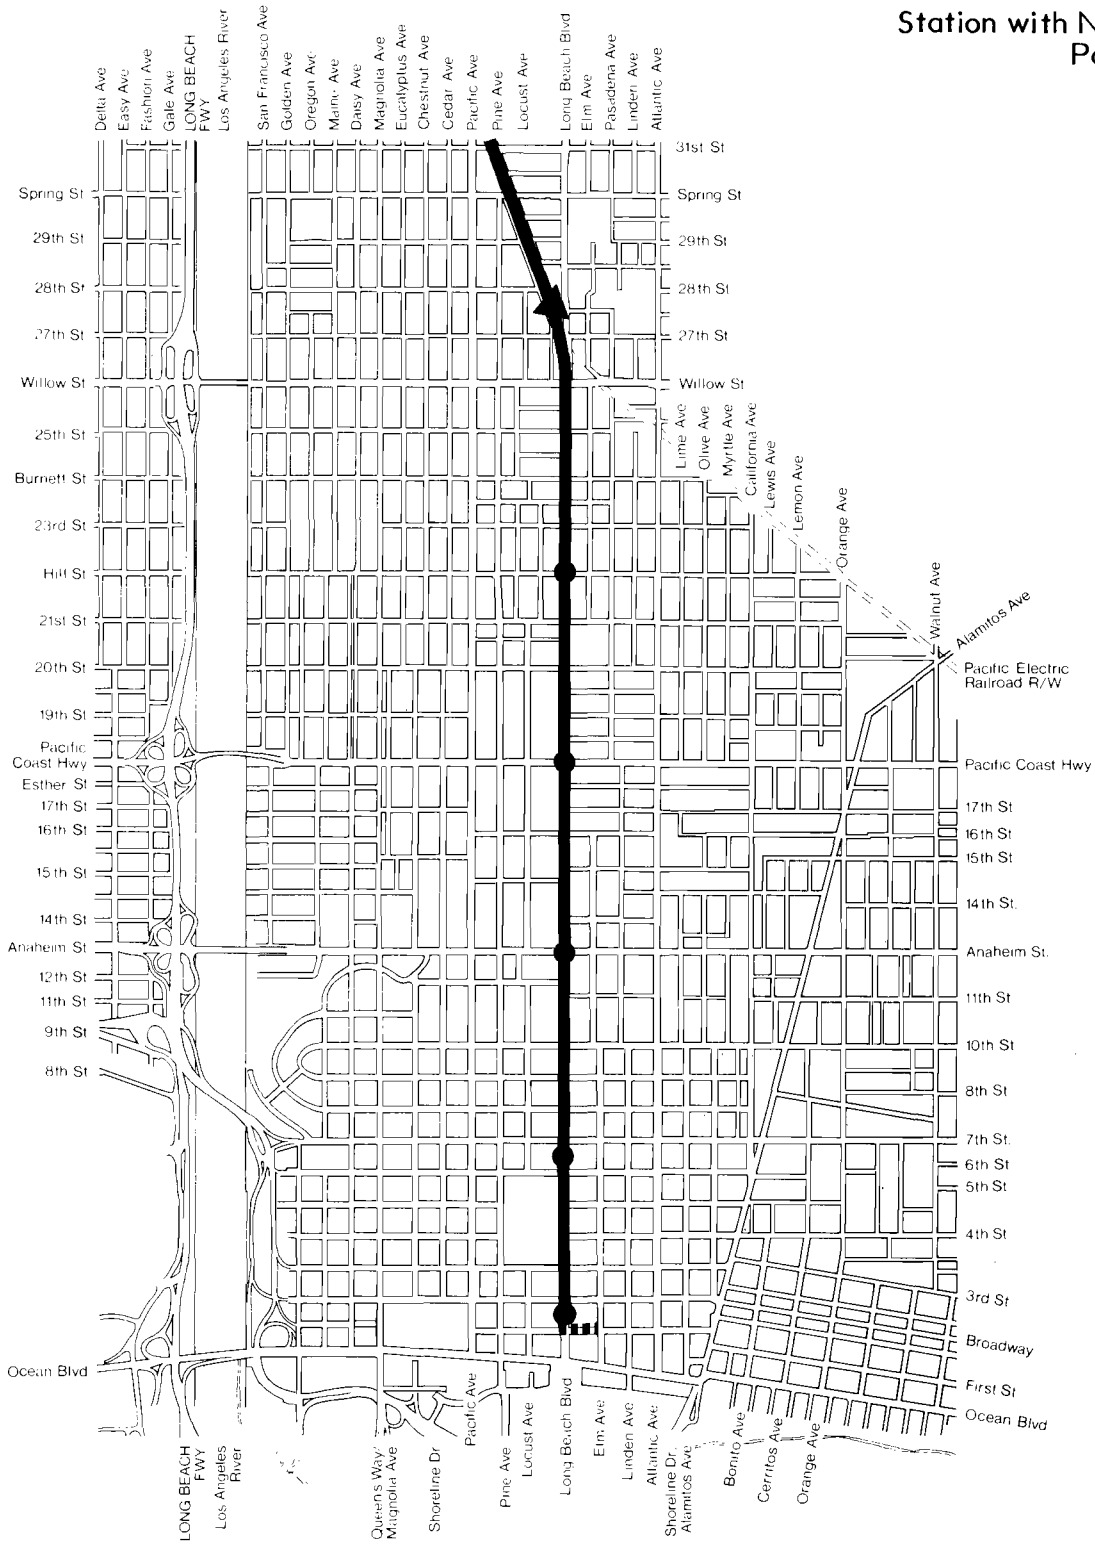 Station with N
P
Delta Ave
Easy Ave
Fashion Ave
Gale Ave
LONG BEACH
FWY
Los Angeles River
San Francisco Ave
Golden Ave
Oregon Ave
Maine Ave
Daisy Ave
Magnolia Ave
Eucalyptus Ave
Chestnut Ave
Cedar Ave
Pacific Ave
Pine Ave
Locust Ave
Long Beach Blvd
Elm Ave
Pasadena Ave
Linden Ave
Atlantic Ave
31st St
Spring St
29th St
28th St
27th St
Willow St
Lime Ave
Olive Ave
Myrtle Ave
California Ave
Lewis Ave
Lemon Ave
Orange Ave
Walnut Ave
Alamitos Ave
Pacific Electric
Railroad R/W
Pacific Coast Hwy
17th St
16th St
15th St
14th St.
Anaheim St.
11th St
10th St
8th St
7th St.
6th St
5th St
4th St
3rd St
Broadway
First St
Ocean Blvd
Spring St
29th St
28th St
27th St
Willow St
25th St
Burnett St
23rd St
Hill St
21st St
20th St
19th St
Pacific
Coast Hwy
Esther St
17th St
16th St
15th St
14th St
Anaheim St
12th St
11th St
9th St
8th St
Ocean Blvd
LONG BEACH
FWY
Los Angeles
River
Queens Way
Magnolia Ave
Shoreline Dr
Pacific Ave
Pine Ave
Locust Ave
Long Beach Blvd
Elm Ave
Linden Ave
Atlantic Ave
Shoreline Dr.
Alamitos Ave
Bonito Ave
Cerritos Ave
Orange Ave